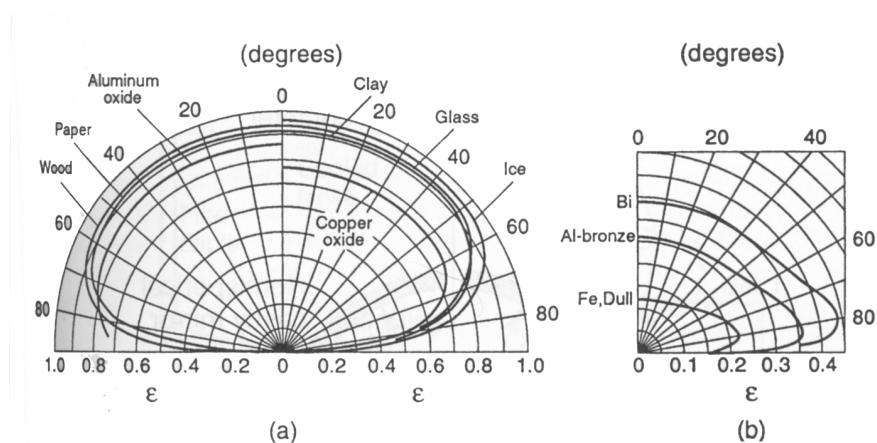 (degrees)
(degrees)
Aluminum
oxide
Clay
0
20
20
Glass
Paper
40
40
Wood
Ice
60
60
Copper
oxide
80
80
1.0 0.8 0.6 0.4 0.2 0 0.2 0.4 0.6 0.8 1.0
ε
ε
(a)
0
20
40
Bi
Al-bronze
60
Fe,Dull
80
0 0.1 0.2 0.3 0.4
ε
(b)